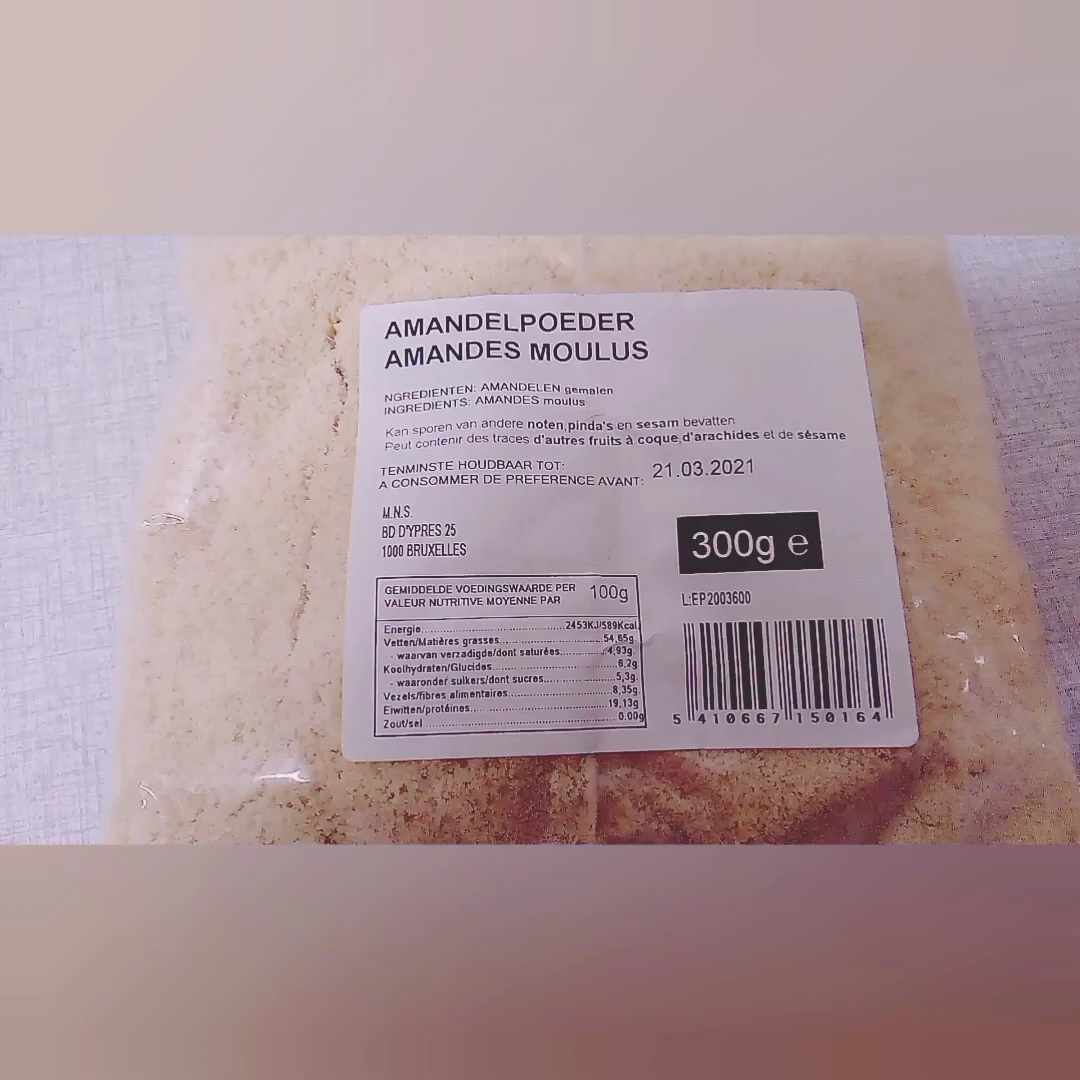 AMANDELPOEDER
AMANDES MOULUS
NGREDIENTEN: AMANDELEN gemalen
INGREDIENTS: AMANDES moulus
Kan sporen van andere noten,pinda's en sesam bevatten
Peut contenir des traces d'autres fruits à coque,d'arachides et de sésame
TENMINSTE HOUDBAAR TOT:
A CONSOMMER DE PREFERENCE AVANT: 21.03.2021
M.N.S.
BD D'YPRES 25
1000 BRUXELLES
300g e
L:EP2003600
GEMIDDELDE VOEDINGSWAARDE PER
VALEUR NUTRITIVE MOYENNE PAR 100g
Energie 2453KJ/589Kcal
Vetten/Matières grasses 54,65g
- waarvan verzadigde/dont saturées 4,93g
Koolhydraten/Glucides 6,2g
- waaronder suikers/dont sucres 5,3g
Vezels/fibres alimentaires 8,35g
Eiwitten/protéines 19,13g
Zout/sel 0.00g
5 410667 150164